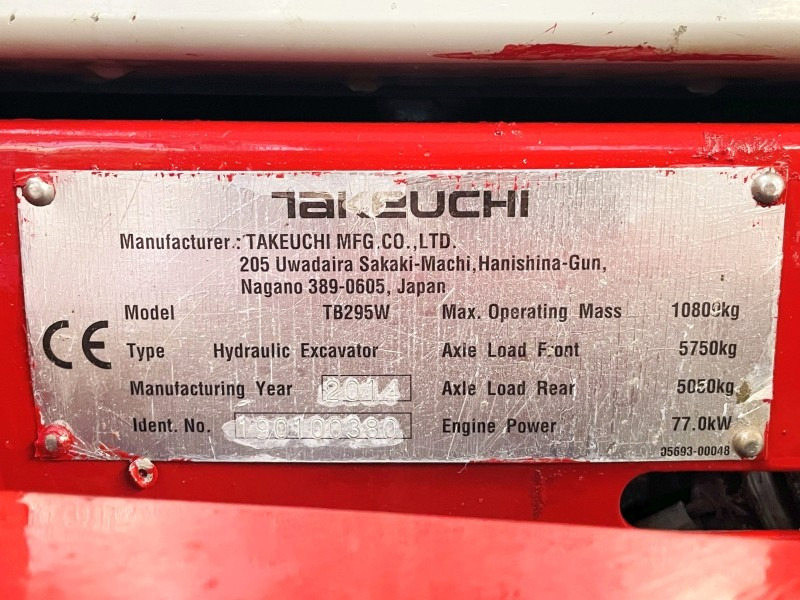 TAKEUCHI
Manufacturer.: TAKEUCHI MFG.CO.,LTD.
205 Uwadaira Sakaki-Machi,Hanishina-Gun,
Nagano 389-0605, Japan
Model TB295W Max. Operating Mass 10800kg
CE Type Hydraulic Excavator Axle Load Front 5750kg
Manufacturing Year 2014 Axle Load Rear 5050kg
Ident. No. 190100380 Engine Power 77.0kW
05693-00048